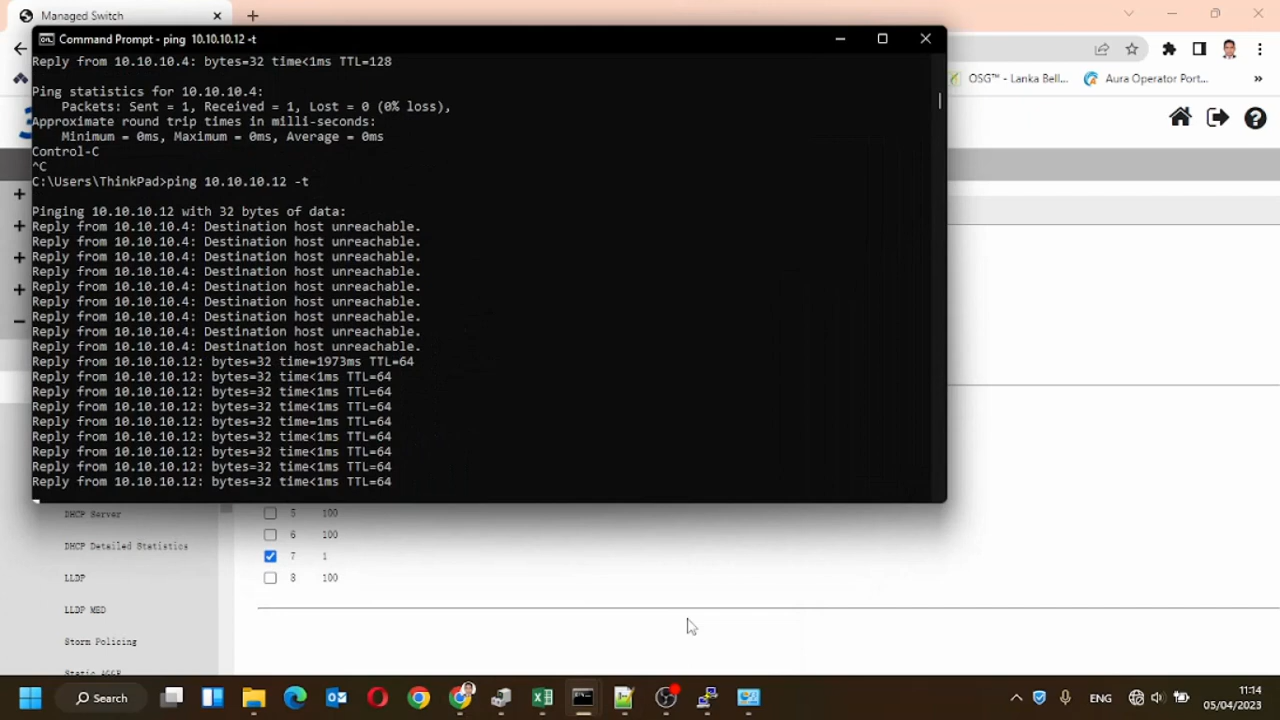 Managed Switch
Command Prompt - ping 10.10.10.12 -t
Reply from 10.10.10.4: bytes=32 time<1ms TTL=128
Ping statistics for 10.10.10.4:
Packets: Sent = 1, Received = 1, Lost = 0 (0% loss),
Approximate round trip times in milli-seconds:
Minimum = 0ms, Maximum = 0ms, Average = 0ms
Control-C
^C
C:\Users\ThinkPad>ping 10.10.10.12 -t
Pinging 10.10.10.12 with 32 bytes of data:
Reply from 10.10.10.4: Destination host unreachable.
Reply from 10.10.10.4: Destination host unreachable.
Reply from 10.10.10.4: Destination host unreachable.
Reply from 10.10.10.4: Destination host unreachable.
Reply from 10.10.10.4: Destination host unreachable.
Reply from 10.10.10.4: Destination host unreachable.
Reply from 10.10.10.4: Destination host unreachable.
Reply from 10.10.10.4: Destination host unreachable.
Reply from 10.10.10.4: Destination host unreachable.
Reply from 10.10.10.12: bytes=32 time=1973ms TTL=64
Reply from 10.10.10.12: bytes=32 time<1ms TTL=64
Reply from 10.10.10.12: bytes=32 time<1ms TTL=64
Reply from 10.10.10.12: bytes=32 time<1ms TTL=64
Reply from 10.10.10.12: bytes=32 time=1ms TTL=64
Reply from 10.10.10.12: bytes=32 time<1ms TTL=64
Reply from 10.10.10.12: bytes=32 time<1ms TTL=64
Reply from 10.10.10.12: bytes=32 time<1ms TTL=64
Reply from 10.10.10.12: bytes=32 time<1ms TTL=64
OSG™ - Lanka Bell...
Aura Operator Port...
DHCP Server
DHCP Detailed Statistics
LLDP
LLDP MED
Storm Policing
5 100
6 100
7 1
8 100
Search
ENG
11:14
05/04/2023